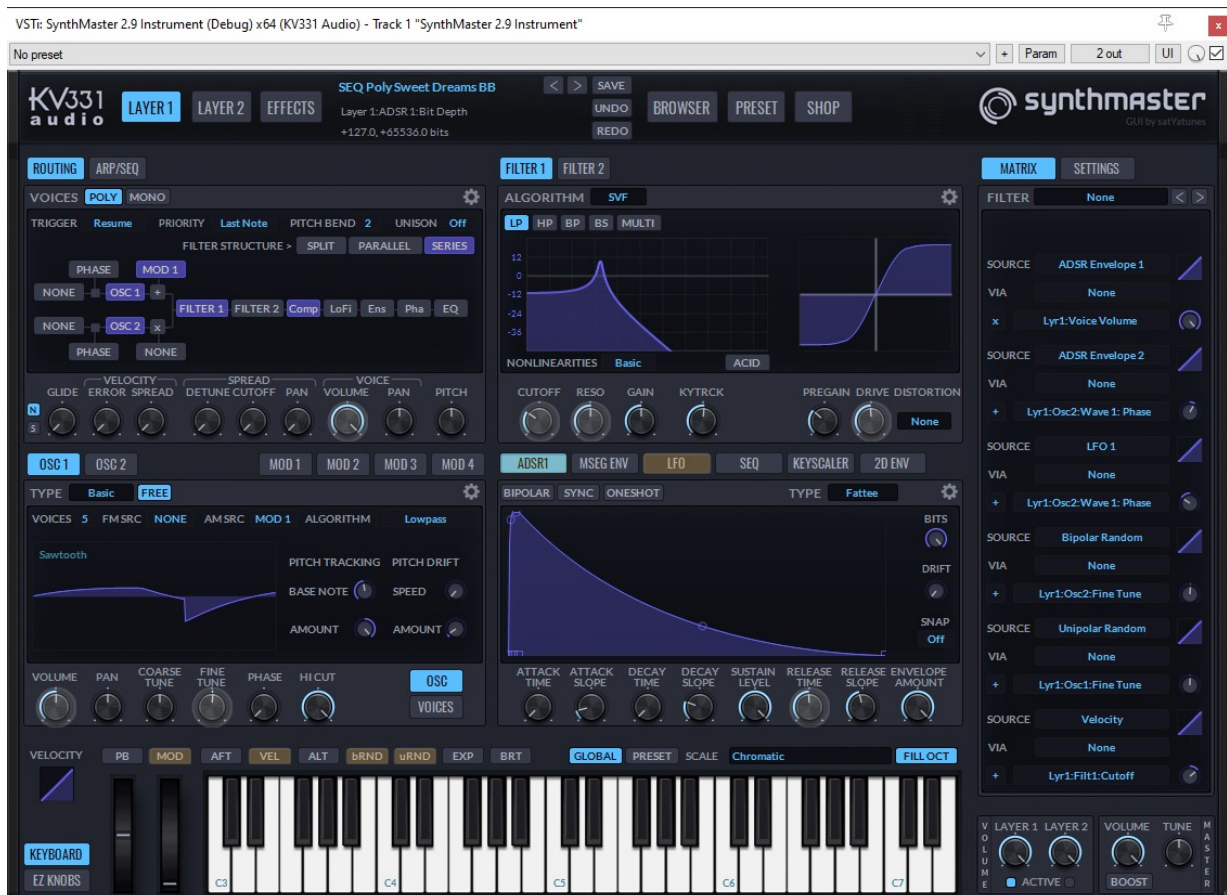 VSTi: SynthMaster 2.9 Instrument (Debug) x64 (KV331 Audio) - Track 1 "SynthMaster 2.9 Instrument"
x
No preset
+ Param 2 out UI
KV331 audio
LAYER 1 LAYER 2 EFFECTS
SEQ Poly Sweet Dreams BB
Layer 1:ADSR 1:Bit Depth
+127.0, +65536.0 bits
< > SAVE
UNDO
REDO
BROWSER PRESET SHOP
synthmaster
GUI by satYatunes
ROUTING ARP/SEQ
VOICES POLY MONO
TRIGGER Resume PRIORITY Last Note PITCH BEND 2 UNISON Off
FILTER STRUCTURE > SPLIT PARALLEL SERIES
PHASE MOD 1
NONE OSC 1 +
FILTER 1 FILTER 2 Comp LoFi Ens Pha EQ
NONE OSC 2 x
PHASE NONE
VELOCITY SPREAD VOICE
GLIDE ERROR SPREAD DETUNE CUTOFF PAN VOLUME PAN PITCH
N
S
FILTER 1 FILTER 2
ALGORITHM SVF
LP HP BP BS MULTI
12
0
-12
-24
-36
NONLINEARITIES Basic ACID
CUTOFF RESO GAIN KYTRCK PREGAIN DRIVE DISTORTION
None
MATRIX SETTINGS
FILTER None < >
SOURCE ADSR Envelope 1
VIA None
x Lyr1:Voice Volume
SOURCE ADSR Envelope 2
VIA None
+ Lyr1:Osc2:Wave 1: Phase
SOURCE LFO 1
VIA None
+ Lyr1:Osc2:Wave 1: Phase
SOURCE Bipolar Random
VIA None
+ Lyr1:Osc2:Fine Tune
SOURCE Unipolar Random
VIA None
+ Lyr1:Osc1:Fine Tune
SOURCE Velocity
VIA None
+ Lyr1:Filt1:Cutoff
OSC 1 OSC 2 MOD 1 MOD 2 MOD 3 MOD 4
TYPE Basic FREE
VOICES 5 FM SRC NONE AM SRC MOD 1 ALGORITHM Lowpass
Sawtooth
PITCH TRACKING PITCH DRIFT
BASE NOTE SPEED
AMOUNT AMOUNT
VOLUME PAN COARSE TUNE FINE TUNE PHASE HI CUT
OSC
VOICES
ADSR1 MSEG ENV LFO SEQ KEYSCALER 2D ENV
BIPOLAR SYNC ONESHOT TYPE Fattee
BITS
DRIFT
SNAP
Off
ATTACK TIME ATTACK SLOPE DECAY TIME DECAY SLOPE SUSTAIN LEVEL RELEASE TIME RELEASE SLOPE ENVELOPE AMOUNT
VELOCITY PB MOD AFT VEL ALT bRND uRND EXP BRT GLOBAL PRESET SCALE Chromatic FILL OCT
KEYBOARD
EZ KNOBS
C3 C4 C5 C6 C7
VOLUME LAYER 1 LAYER 2
ACTIVE
VOLUME TUNE MASTER
BOOST